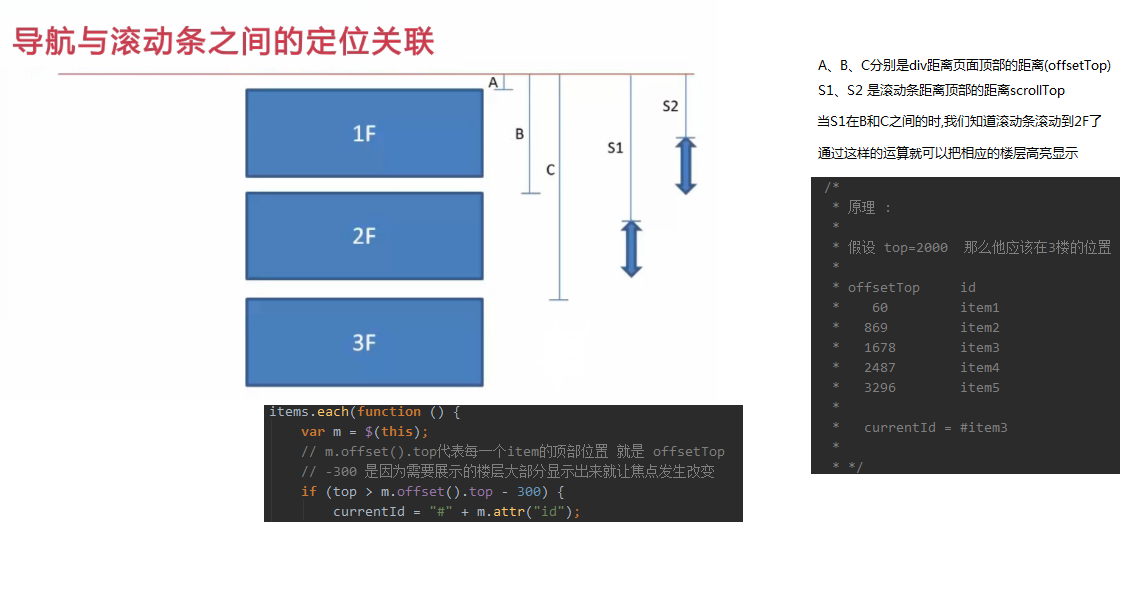 导航与滚动条之间的定位关联
A
B
C
S1
S2
1F
2F
3F
A、B、C分别是div距离页面顶部的距离(offsetTop)
S1、S2 是滚动条距离顶部的距离scrollTop
当S1在B和C之间的时,我们知道滚动条滚动到2F了
通过这样的运算就可以把相应的楼层高亮显示
/*
* 原理 :
*
* 假设 top=2000 那么他应该在3楼的位置
*
* offsetTop id
* 60 item1
* 869 item2
* 1678 item3
* 2487 item4
* 3296 item5
*
* currentId = #item3
*
* */
items.each(function () {
var m = $(this);
// m.offset().top代表每一个item的顶部位置 就是 offsetTop
// -300 是因为需要展示的楼层大部分显示出来就让焦点发生改变
if (top > m.offset().top - 300) {
currentId = "#" + m.attr("id");